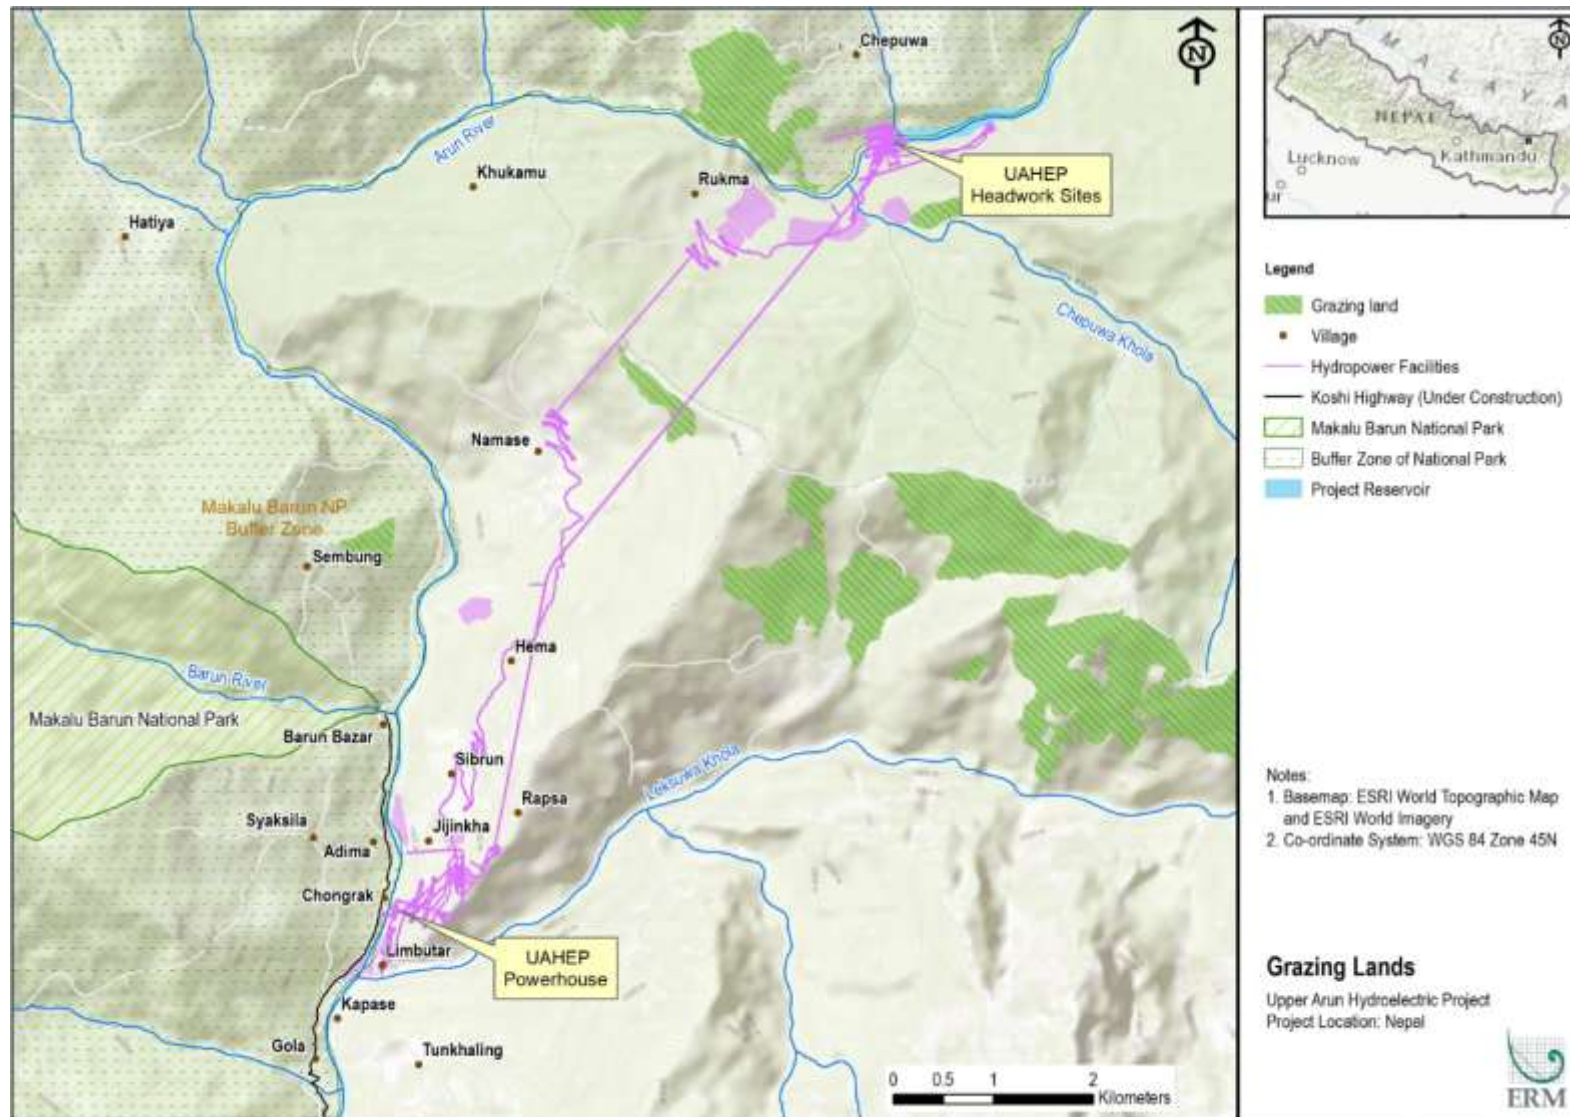 Chepuwa
Arun River
Khukamu
Rukma
UAHEP
Headwork Sites
Hatiya
Chepuwa Khola
Namase
Makalu Barun NP
Buffer Zone
Sembung
Hema
Barun River
Makalu Barun National Park
Barun Bazar
Sibrun
Leksuwa Khola
Rapsa
Syaksila
Jijinkha
Adima
Chongrak
Limbutar
UAHEP
Powerhouse
Kapase
Gola
Tunkhaling
0 0.5 1 2
Kilometers
N
N
M A L A Y A
NEPAL
Lucknow
Kathmandu
Legend
Grazing land
Village
Hydropower Facilities
Koshi Highway (Under Construction)
Makalu Barun National Park
Buffer Zone of National Park
Project Reservoir
Notes:
1. Basemap: ESRI World Topographic Map
and ESRI World Imagery
2. Co-ordinate System: WGS 84 Zone 45N
Grazing Lands
Upper Arun Hydroelectric Project
Project Location: Nepal
ERM